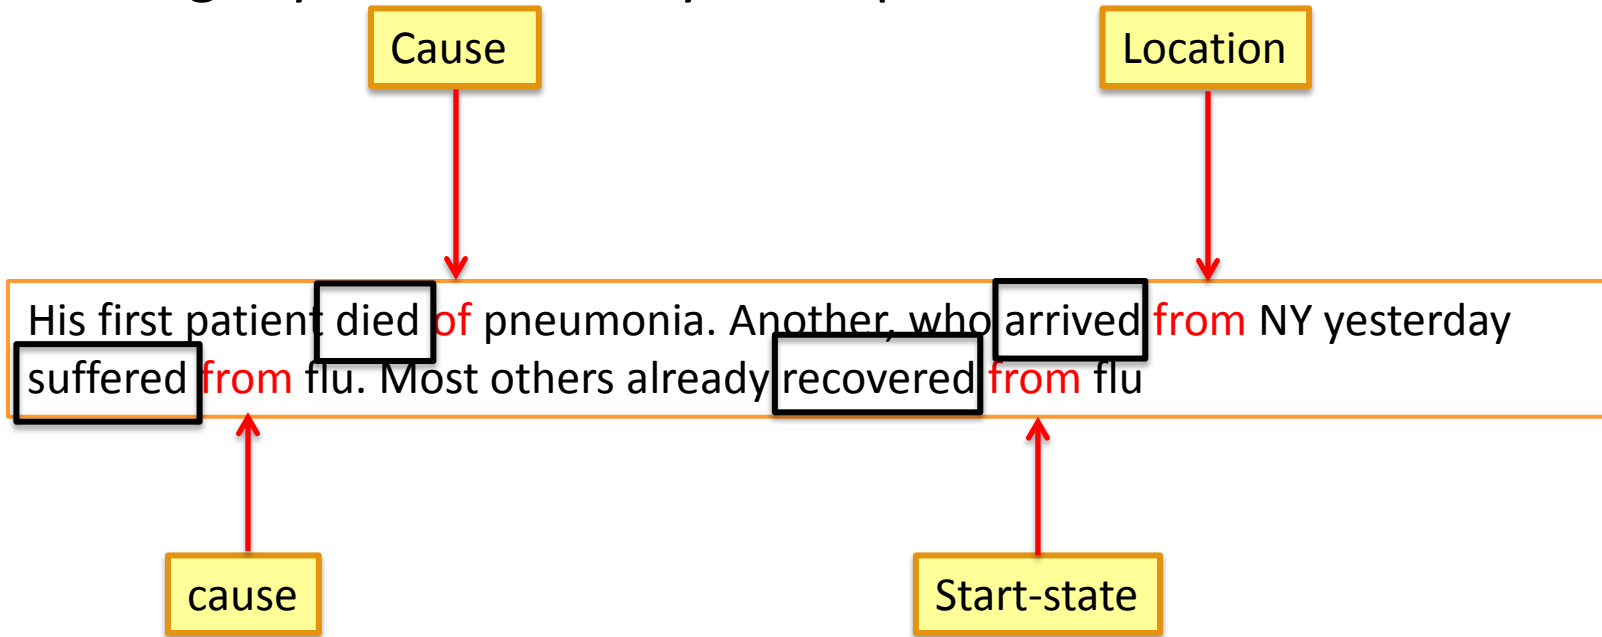 Cause
Location
His first patient died of pneumonia. Another, who arrived from NY yesterday
suffered from flu. Most others already recovered from flu
cause
Start-state